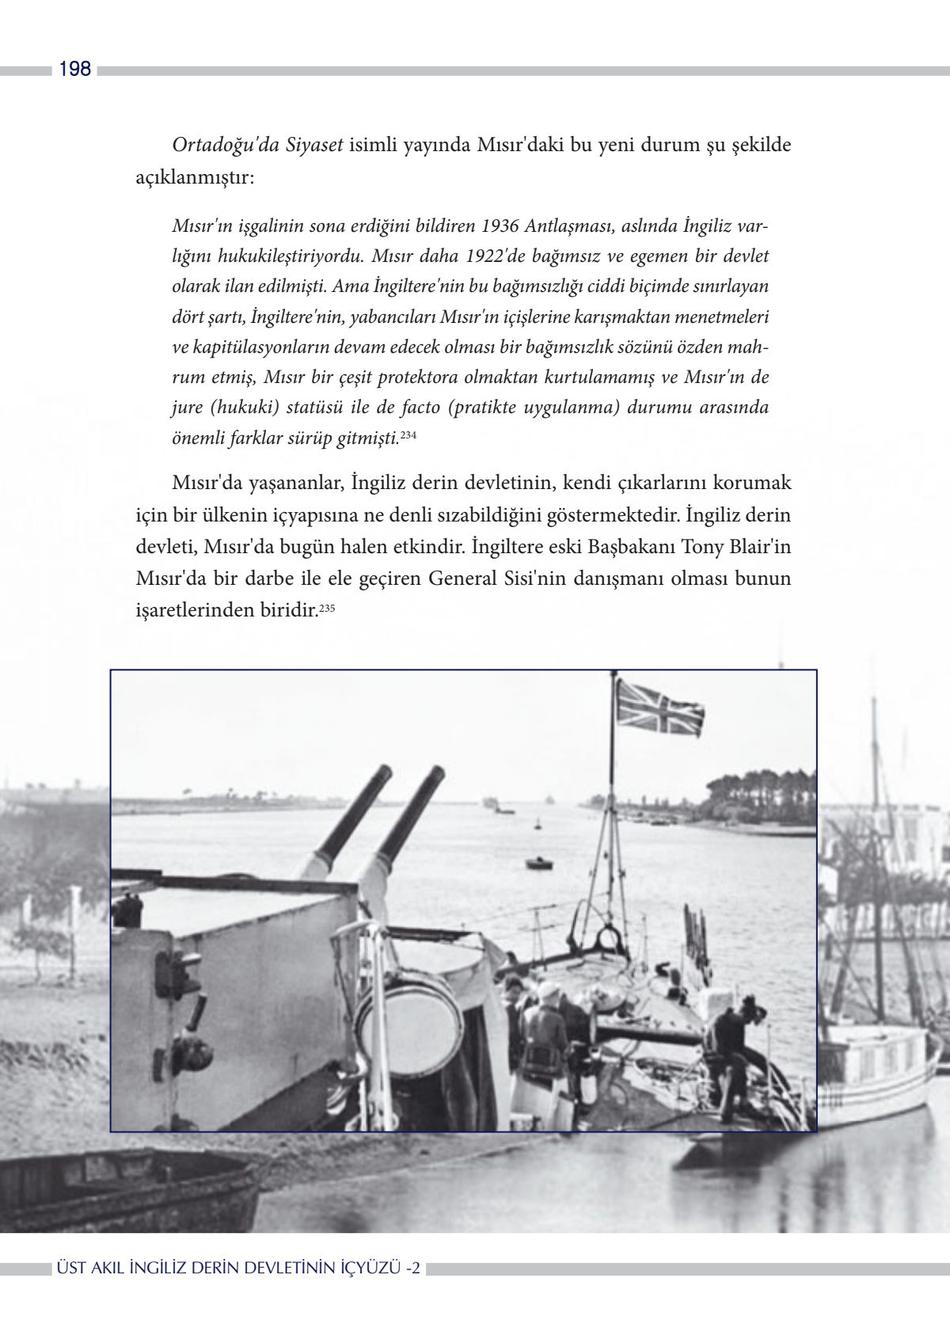 198
Ortadoğu'da Siyaset isimli yayında Mısır'daki bu yeni durum şu şekilde
açıklanmıştır:
Mısır'ın işgalinin sona erdiğini bildiren 1936 Antlaşması, aslında İngiliz var-
lığını hukukileştiriyordu. Mısır daha 1922'de bağımsız ve egemen bir devlet
olarak ilan edilmişti. Ama İngiltere'nin bu bağımsızlığı ciddi biçimde sınırlayan
dört şartı, İngiltere'nin, yabancıları Mısır'ın içişlerine karışmaktan menetmeleri
ve kapitülasyonların devam edecek olması bir bağımsızlık sözünü özden mah-
rum etmiş, Mısır bir çeşit protektora olmaktan kurtulamamış ve Mısır'ın de
jure (hukuki) statüsü ile de facto (pratikte uygulanma) durumu arasında
önemli farklar sürüp gitmişti.234
Mısır'da yaşananlar, İngiliz derin devletinin, kendi çıkarlarını korumak
için bir ülkenin içyapısına ne denli sızabildiğini göstermektedir. İngiliz derin
devleti, Mısır'da bugün halen etkindir. İngiltere eski Başbakanı Tony Blair'in
Mısır'da bir darbe ile ele geçiren General Sisi'nin danışmanı olması bunun
işaretlerinden biridir.235
ÜST AKIL İNGİLİZ DERİN DEVLETİNİN İÇYÜZÜ -2